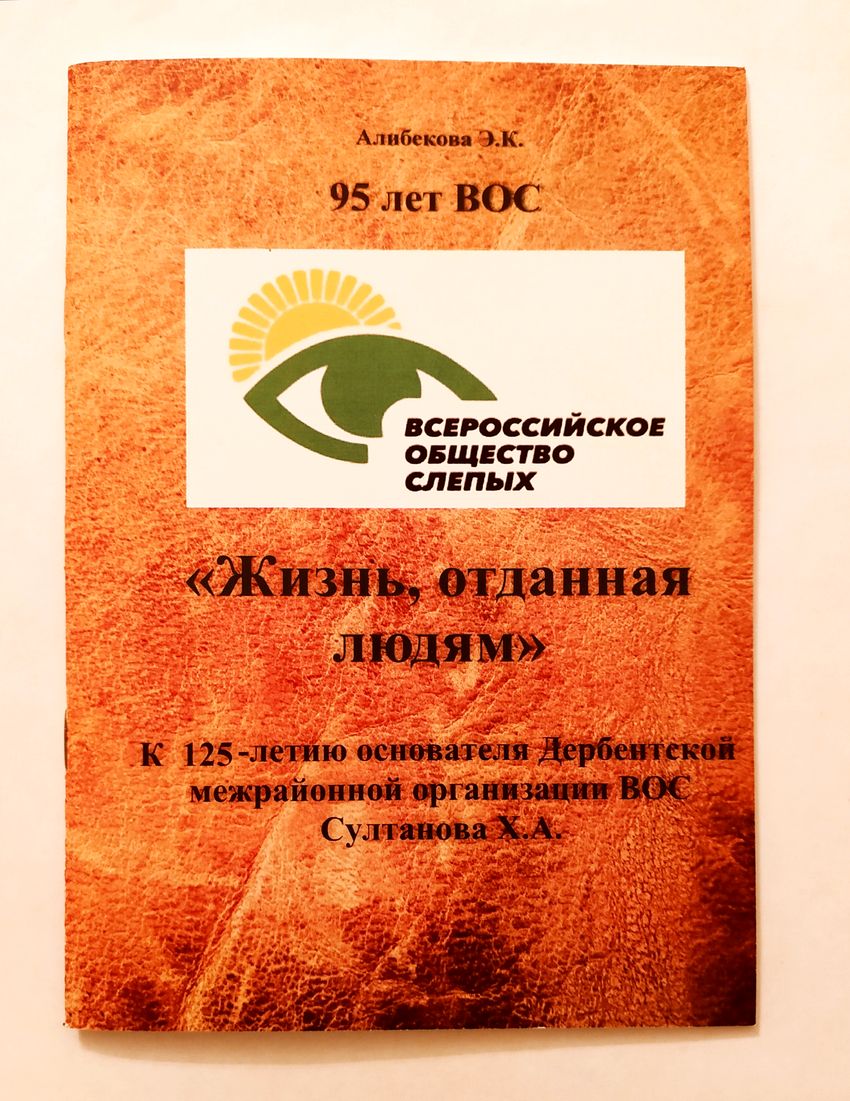 Алибекова Э.К.
95 лет ВОС
ВСЕРОССИЙСКОЕ
ОБЩЕСТВО
СЛЕПЫХ
«Жизнь, отданная
людям»
К 125-летию основателя Дербентской
межрайонной организации ВОС
Султанова Х.А.